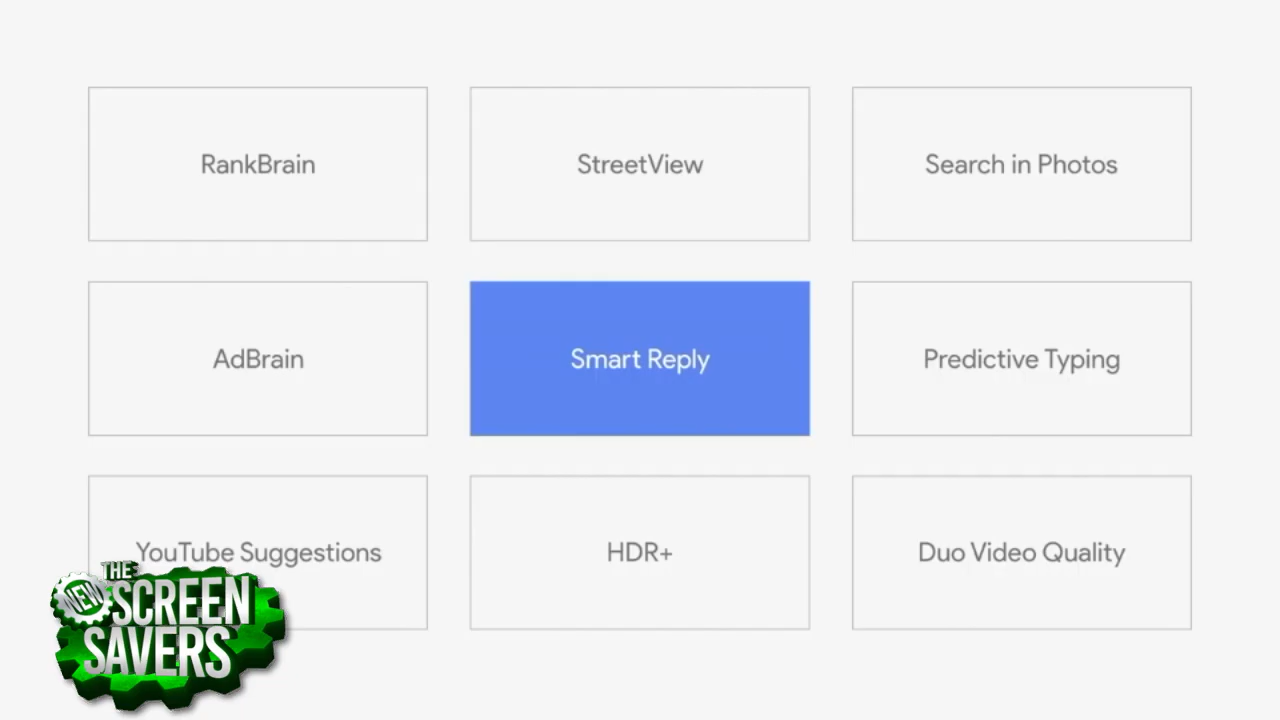 RankBrain
StreetView
Search in Photos
AdBrain
Smart Reply
Predictive Typing
YouTube Suggestions
HDR+
Duo Video Quality
THE
NEW
SCREEN
SAVERS